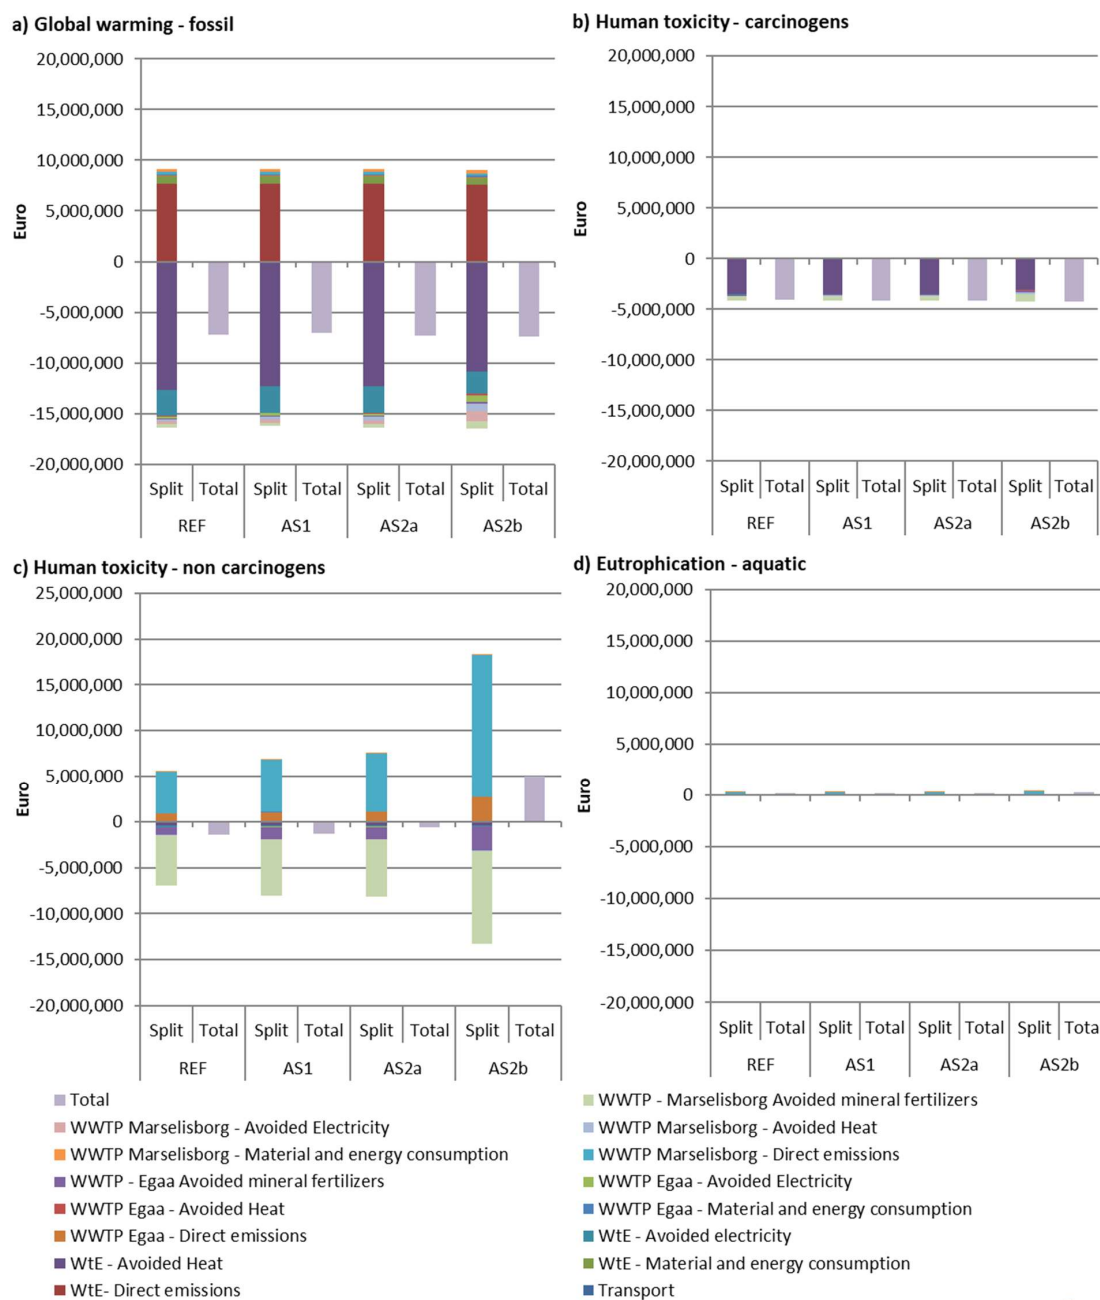 a) Global warming - fossil
20,000,000
15,000,000
10,000,000
5,000,000
0
-5,000,000
-10,000,000
-15,000,000
-20,000,000
Euro
Split Total Split Total Split Total Split Total
REF AS1 AS2a AS2b
b) Human toxicity - carcinogens
20,000,000
15,000,000
10,000,000
5,000,000
0
-5,000,000
-10,000,000
-15,000,000
-20,000,000
Euro
Split Total Split Total Split Total Split Total
REF AS1 AS2a AS2b
c) Human toxicity - non carcinogens
25,000,000
20,000,000
15,000,000
10,000,000
5,000,000
0
-5,000,000
-10,000,000
-15,000,000
-20,000,000
Euro
Split Total Split Total Split Total Split Total
REF AS1 AS2a AS2b
d) Eutrophication - aquatic
20,000,000
15,000,000
10,000,000
5,000,000
0
-5,000,000
-10,000,000
-15,000,000
-20,000,000
Euro
Split Total Split Total Split Total Split Total
REF AS1 AS2a AS2b
Total
WWTP Marselisborg - Avoided Electricity
WWTP Marselisborg - Material and energy consumption
WWTP - Egaa Avoided mineral fertilizers
WWTP Egaa - Avoided Heat
WWTP Egaa - Direct emissions
WtE - Avoided Heat
WtE- Direct emissions
WWTP - Marselisborg Avoided mineral fertilizers
WWTP Marselisborg - Avoided Heat
WWTP Marselisborg - Direct emissions
WWTP Egaa - Avoided Electricity
WWTP Egaa - Material and energy consumption
WtE - Avoided electricity
WtE - Material and energy consumption
Transport